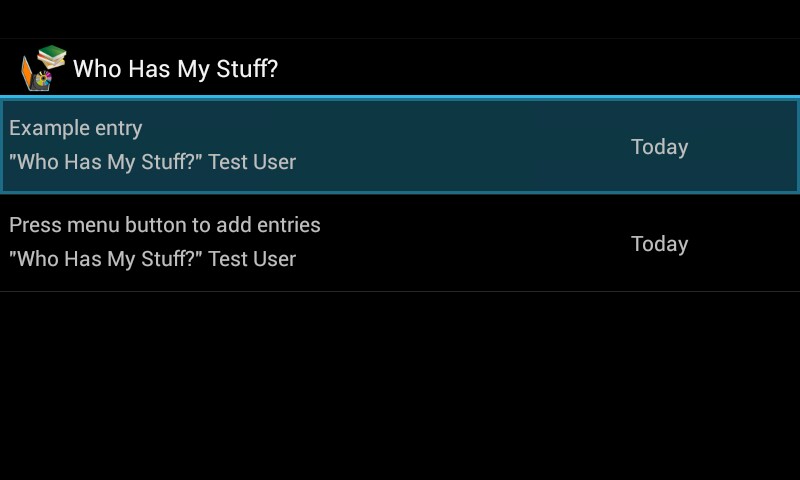 Who Has My Stuff?
Example entry
"Who Has My Stuff?" Test User
Today
Press menu button to add entries
"Who Has My Stuff?" Test User
Today